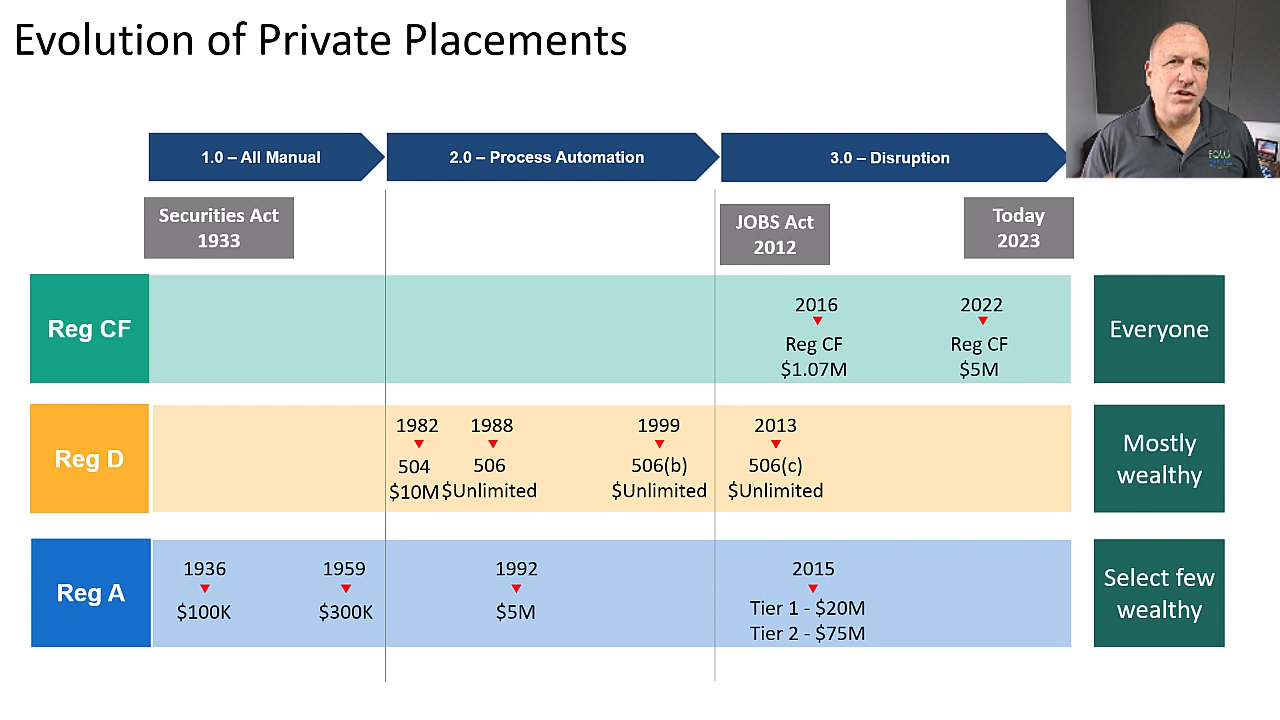 Evolution of Private Placements
1.0 – All Manual
2.0 – Process Automation
3.0 – Disruption
Securities Act
1933
JOBS Act
2012
Today
2023
Reg CF
2016
Reg CF
$1.07M
2022
Reg CF
$5M
Everyone
Reg D
1982
504
$10M
1988
506
$Unlimited
1999
506(b)
$Unlimited
2013
506(c)
$Unlimited
Mostly
wealthy
Reg A
1936
$100K
1959
$300K
1992
$5M
2015
Tier 1 - $20M
Tier 2 - $75M
Select few
wealthy